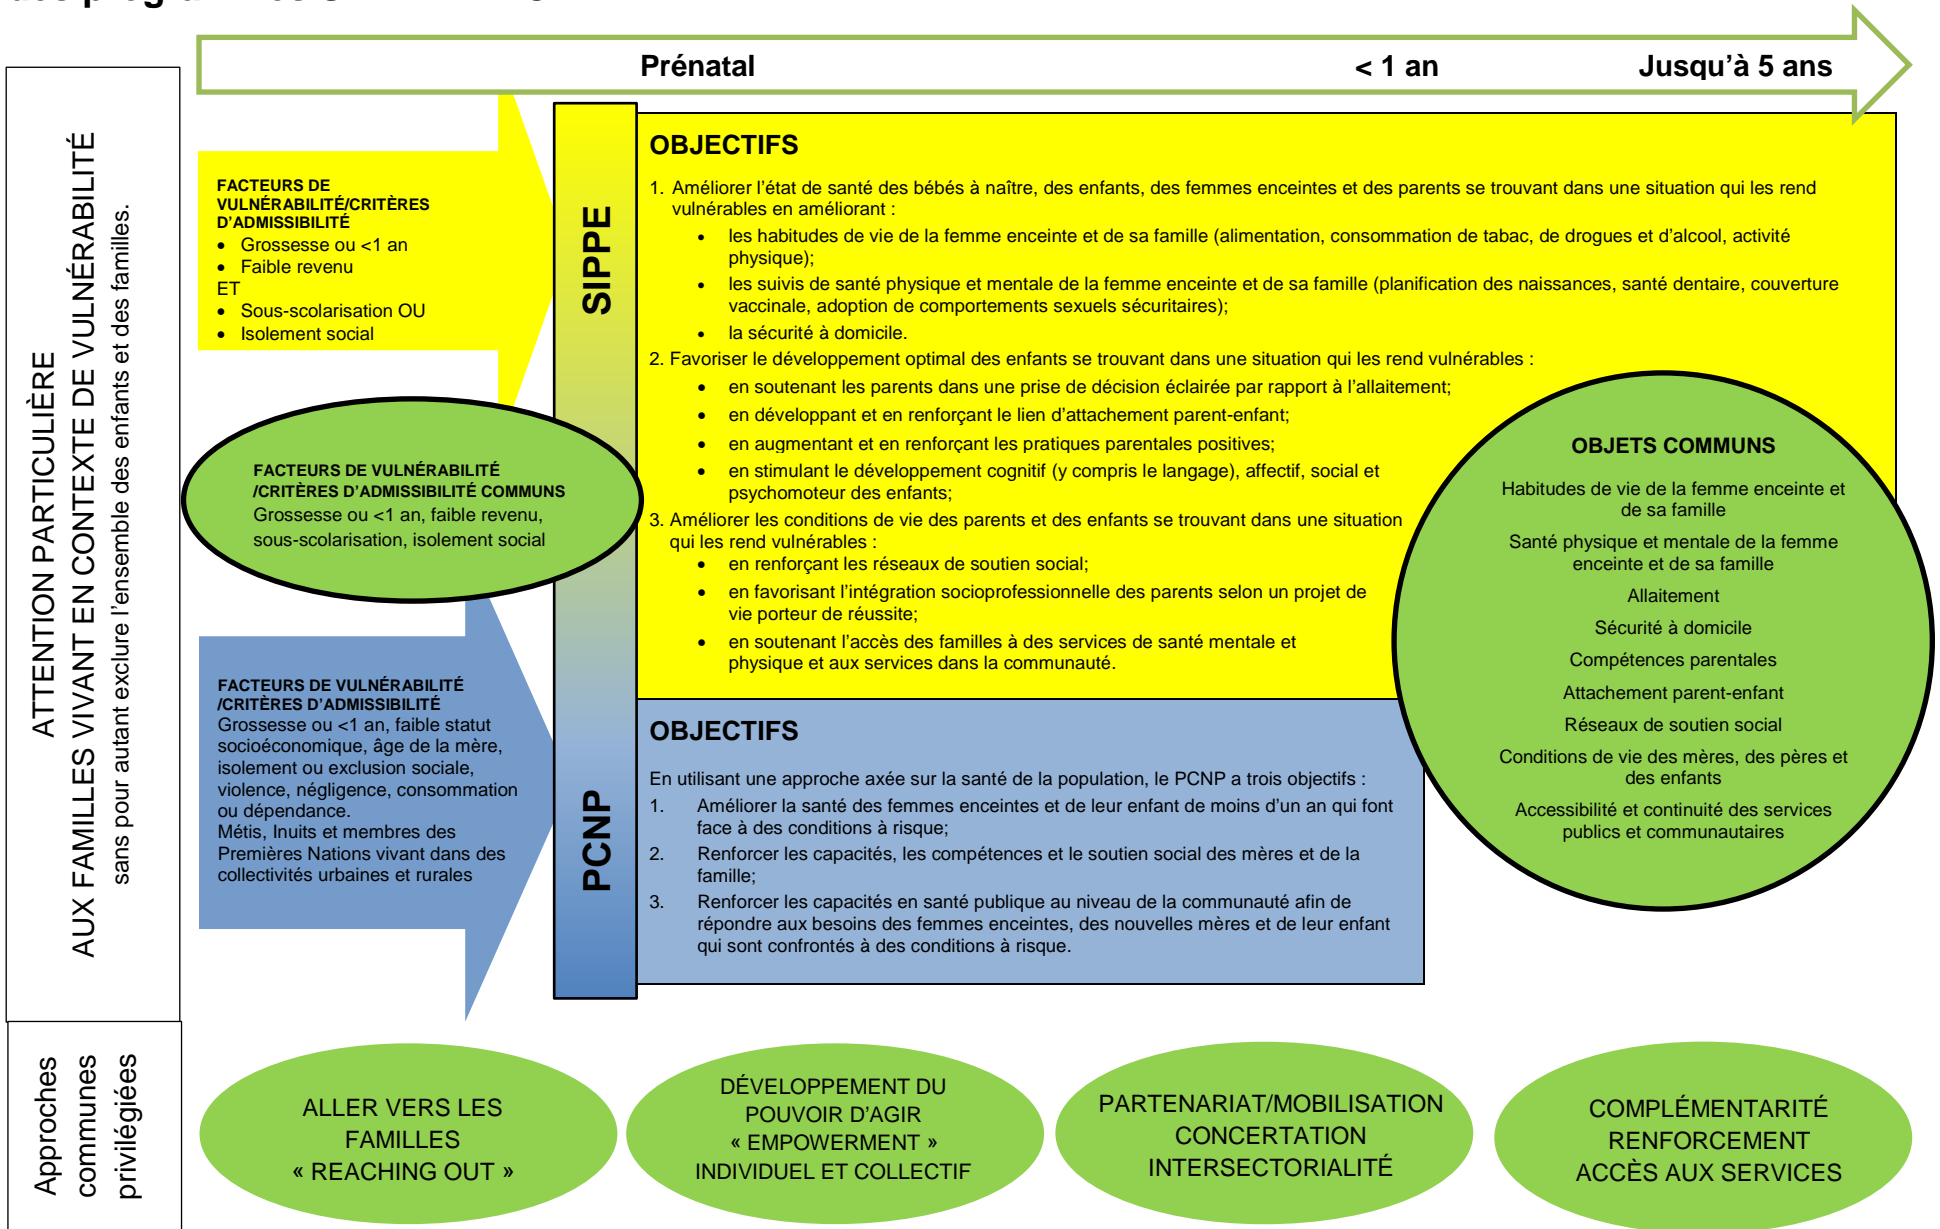 Prénatal
< 1 an
Jusqu’à 5 ans
ATTENTION PARTICULIÈRE
AUX FAMILLES VIVANT EN CONTEXTE DE VULNÉRABILITÉ
sans pour autant exclure l’ensemble des enfants et des familles.
FACTEURS DE
VULNÉRABILITÉ/CRITÈRES
D’ADMISSIBILITÉ
• Grossesse ou <1 an
• Faible revenu
ET
• Sous-scolarisation OU
• Isolement social
FACTEURS DE VULNÉRABILITÉ
/CRITÈRES D’ADMISSIBILITÉ COMMUNS
Grossesse ou <1 an, faible revenu,
sous-scolarisation, isolement social
FACTEURS DE VULNÉRABILITÉ
/CRITÈRES D’ADMISSIBILITÉ
Grossesse ou <1 an, faible statut
socioéconomique, âge de la mère,
isolement ou exclusion sociale,
violence, négligence, consommation
ou dépendance.
Métis, Inuits et membres des
Premières Nations vivant dans des
collectivités urbaines et rurales
SIPPE
PCNP
OBJECTIFS
1. Améliorer l’état de santé des bébés à naître, des enfants, des femmes enceintes et des parents se trouvant dans une situation qui les rend
vulnérables en améliorant :
• les habitudes de vie de la femme enceinte et de sa famille (alimentation, consommation de tabac, de drogues et d’alcool, activité
physique);
• les suivis de santé physique et mentale de la femme enceinte et de sa famille (planification des naissances, santé dentaire, couverture
vaccinale, adoption de comportements sexuels sécuritaires);
• la sécurité à domicile.
2. Favoriser le développement optimal des enfants se trouvant dans une situation qui les rend vulnérables :
• en soutenant les parents dans une prise de décision éclairée par rapport à l’allaitement;
• en développant et en renforçant le lien d’attachement parent-enfant;
• en augmentant et en renforçant les pratiques parentales positives;
• en stimulant le développement cognitif (y compris le langage), affectif, social et
psychomoteur des enfants;
3. Améliorer les conditions de vie des parents et des enfants se trouvant dans une situation
qui les rend vulnérables :
• en renforçant les réseaux de soutien social;
• en favorisant l’intégration socioprofessionnelle des parents selon un projet de
vie porteur de réussite;
• en soutenant l’accès des familles à des services de santé mentale et
physique et aux services dans la communauté.
OBJECTIFS
En utilisant une approche axée sur la santé de la population, le PCNP a trois objectifs :
1. Améliorer la santé des femmes enceintes et de leur enfant de moins d’un an qui font
face à des conditions à risque;
2. Renforcer les capacités, les compétences et le soutien social des mères et de la
famille;
3. Renforcer les capacités en santé publique au niveau de la communauté afin de
répondre aux besoins des femmes enceintes, des nouvelles mères et de leur enfant
qui sont confrontés à des conditions à risque.
OBJETS COMMUNS
Habitudes de vie de la femme enceinte et
de sa famille
Santé physique et mentale de la femme
enceinte et de sa famille
Allaitement
Sécurité à domicile
Compétences parentales
Attachement parent-enfant
Réseaux de soutien social
Conditions de vie des mères, des pères et
des enfants
Accessibilité et continuité des services
publics et communautaires
Approches
communes
privilégiées
ALLER VERS LES
FAMILLES
« REACHING OUT »
DÉVELOPPEMENT DU
POUVOIR D’AGIR
« EMPOWERMENT »
INDIVIDUEL ET COLLECTIF
PARTENARIAT/MOBILISATION
CONCERTATION
INTERSECTORIALITÉ
COMPLÉMENTARITÉ
RENFORCEMENT
ACCÈS AUX SERVICES